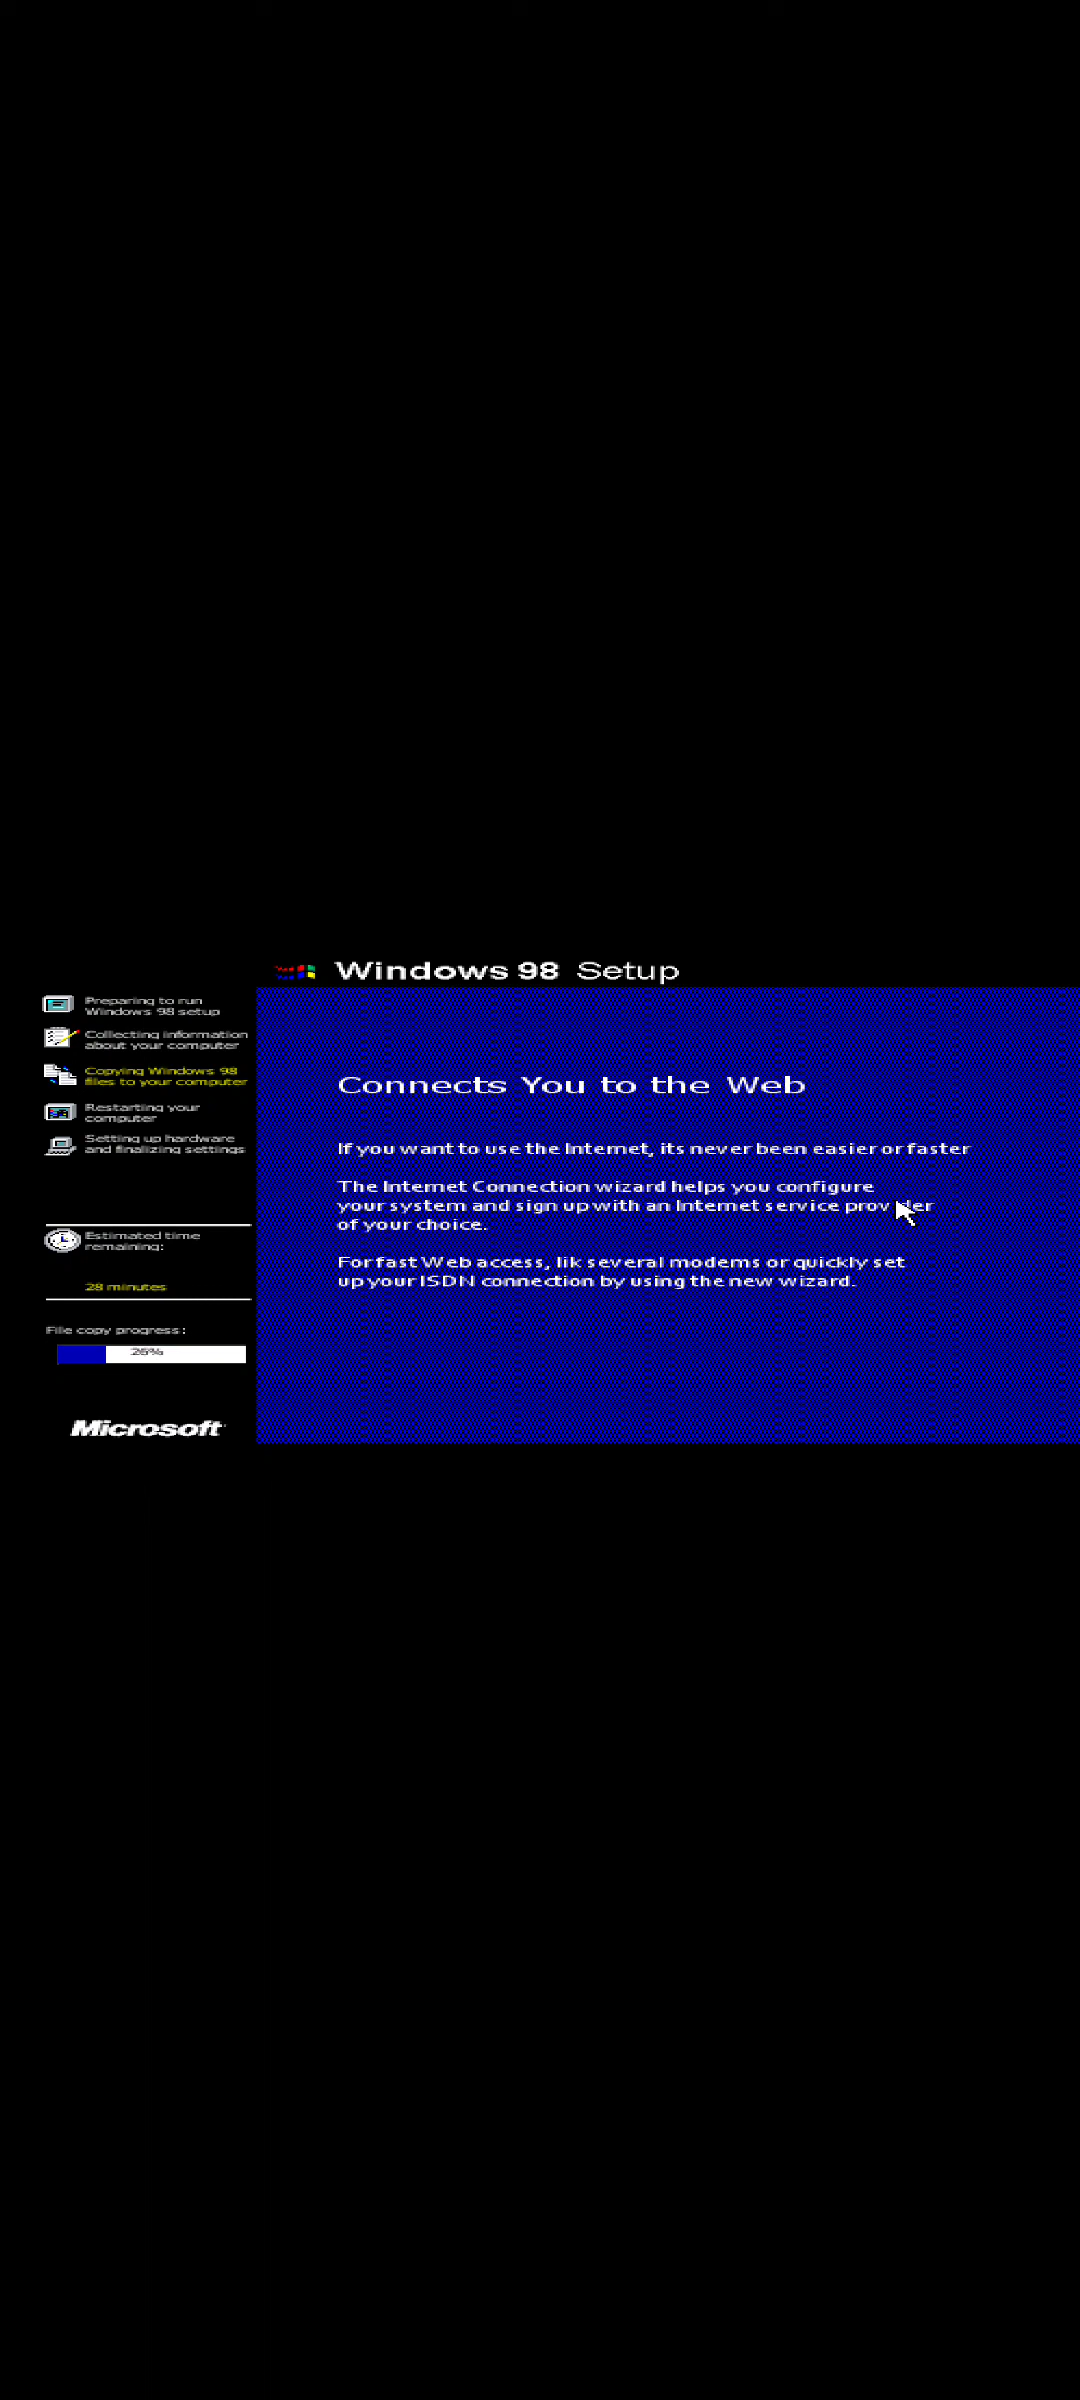 Windows 98 Setup
Preparing to run
Windows 98 setup
Collecting information
about your computer
Copying Windows 98
files to your computer
Restarting your
computer
Setting up hardware
and finalizing settings
Estimated time
remaining:
28 minutes
File copy progress:
26%
Microsoft
Connects You to the Web
If you want to use the Internet, its never been easier or faster
The Internet Connection wizard helps you configure
your system and sign up with an Internet service provider
of your choice.
For fast Web access, lik several modems or quickly set
up your ISDN connection by using the new wizard.